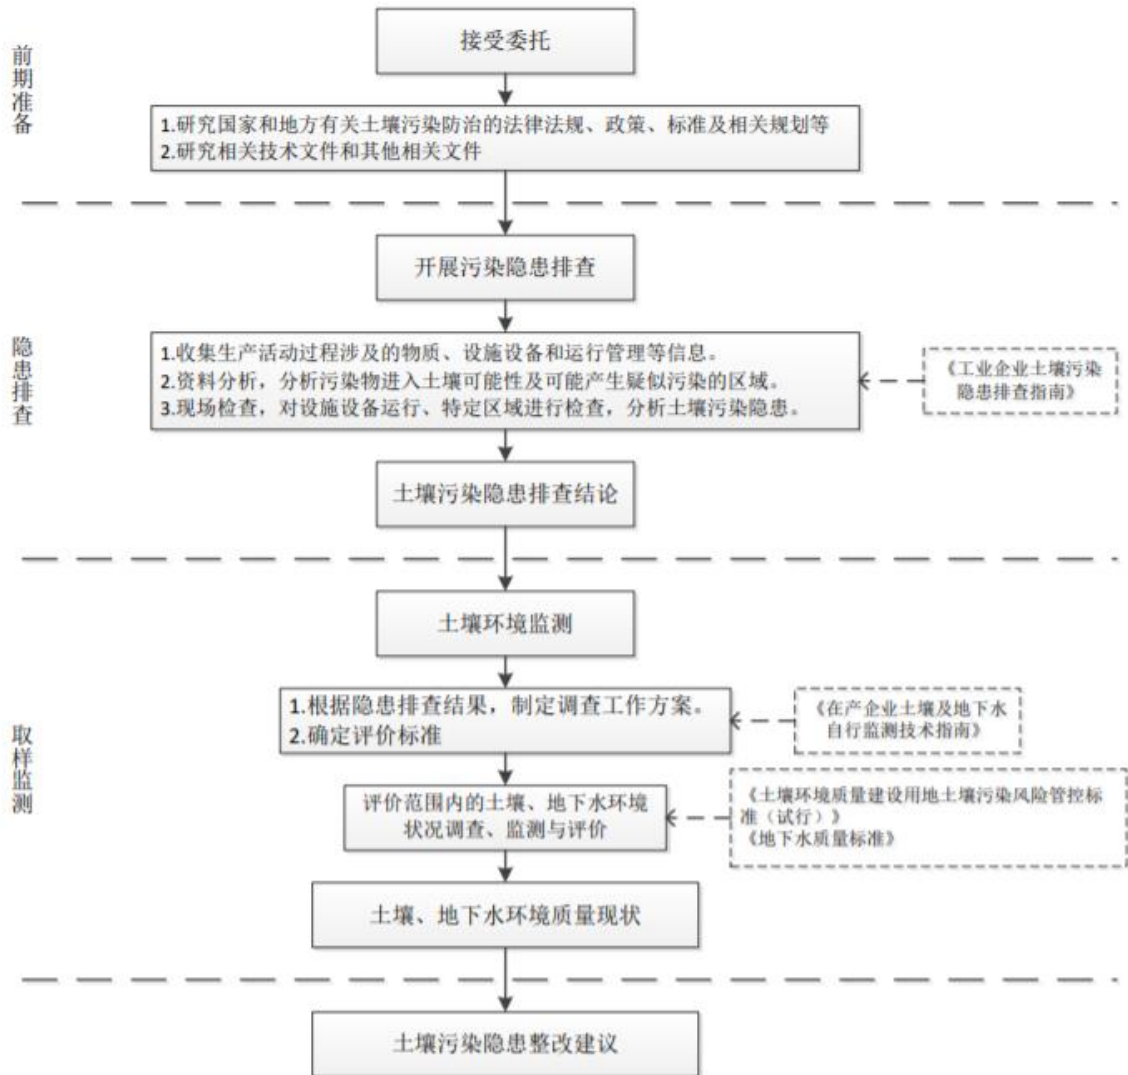 前期准备
接受委托
1.研究国家和地方有关土壤污染防治的法律法规、政策、标准及相关规划等
2.研究相关技术文件和其他相关文件
隐患排查
开展污染隐患排查
1.收集生产活动过程涉及的物质、设施设备和运行管理等信息。
2.资料分析，分析污染物进入土壤可能性及可能产生疑似污染的区域。
3.现场检查，对设施设备运行、特定区域进行检查，分析土壤污染隐患。
《工业企业土壤污染
隐患排查指南》
土壤污染隐患排查结论
取样监测
土壤环境监测
1.根据隐患排查结果，制定调查工作方案。
2.确定评价标准
《在产企业土壤及地下水
自行监测技术指南》
评价范围内的土壤、地下水环境
状况调查、监测与评价
《土壤环境质量建设用地土壤污染风险管控标
准（试行）》
《地下水质量标准》
土壤、地下水环境质量现状
土壤污染隐患整改建议